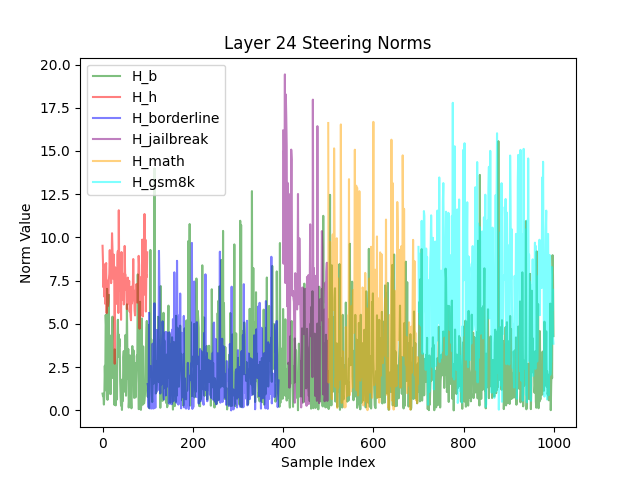 Layer 24 Steering Norms
20.0
17.5
15.0
12.5
10.0
7.5
5.0
2.5
0.0
Norm Value
H_b
H_h
H_borderline
H_jailbreak
H_math
H_gsm8k
0 200 400 600 800 1000
Sample Index